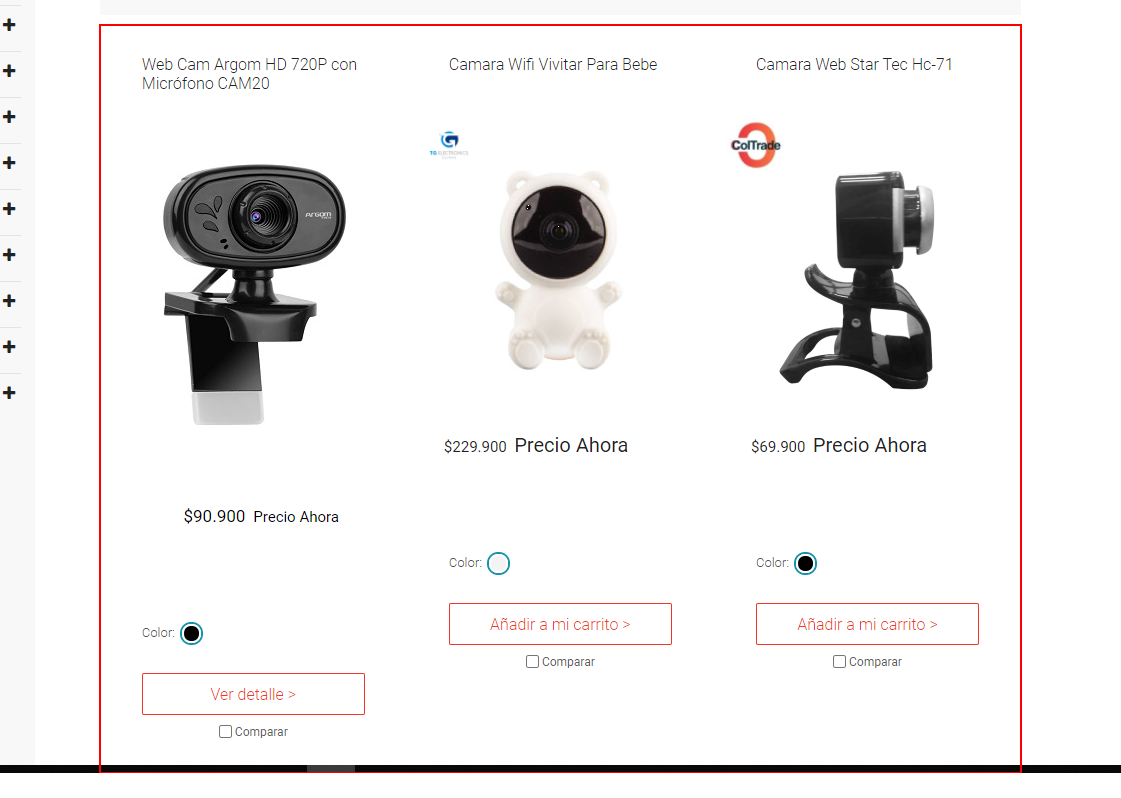 Web Cam Argom HD 720P con
Micrófono CAM20
ARGOM
$90.900 Precio Ahora
Color:
Ver detalle >
Comparar
Camara Wifi Vivitar Para Bebe
TG ELECTRONICS
$229.900 Precio Ahora
Color:
Añadir a mi carrito >
Comparar
Camara Web Star Tec Hc-71
ColTrade
$69.900 Precio Ahora
Color:
Añadir a mi carrito >
Comparar